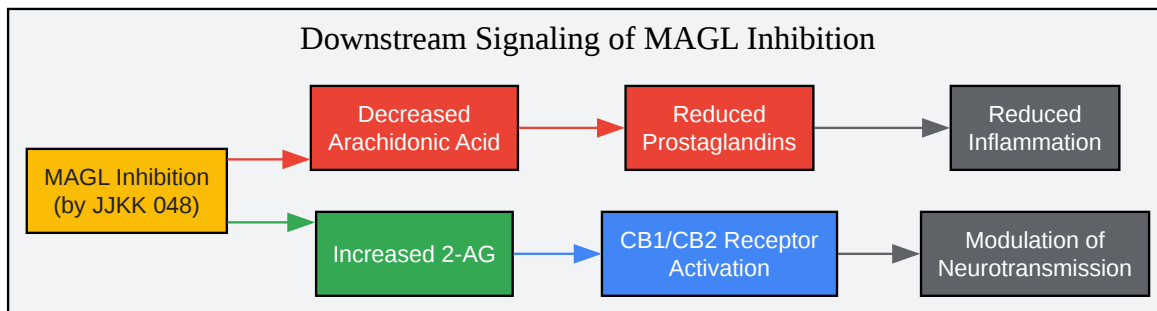 Downstream Signaling of MAGL Inhibition
MAGL Inhibition
(by JJKK 048)
Decreased
Arachidonic Acid
Reduced
Prostaglandins
Reduced
Inflammation
Increased 2-AG
CB1/CB2 Receptor
Activation
Modulation of
Neurotransmission